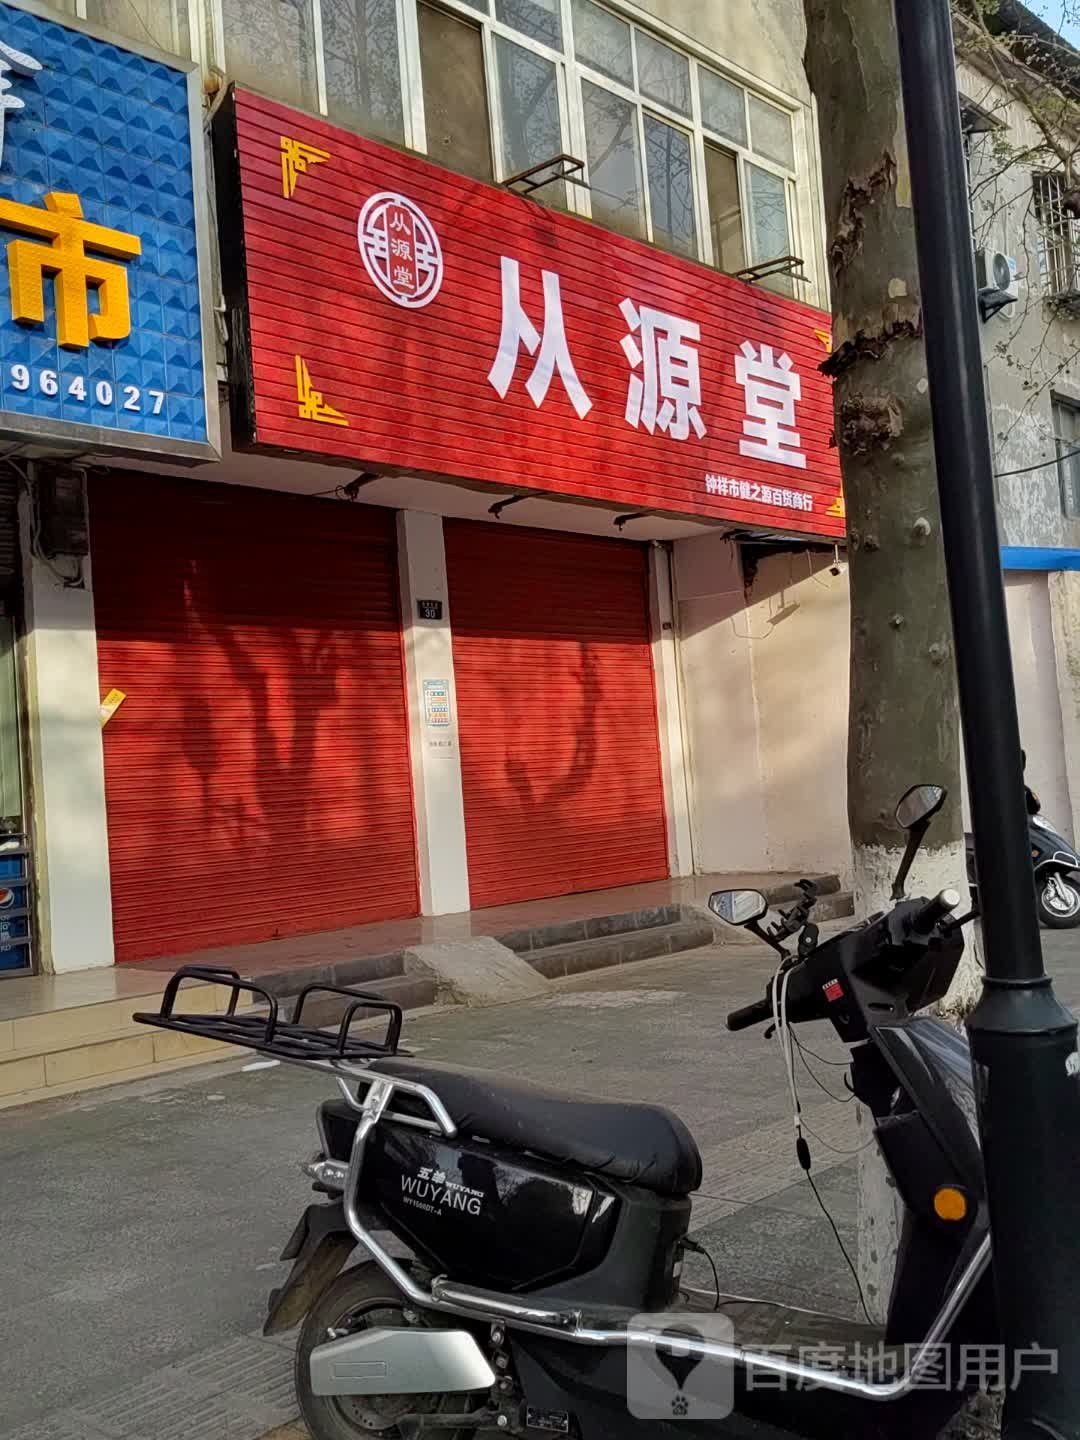 市
964027
从源堂
从源堂
钟祥市健之源百货商行
30
五羊 WUYANG
WUYANG
百度地图用户